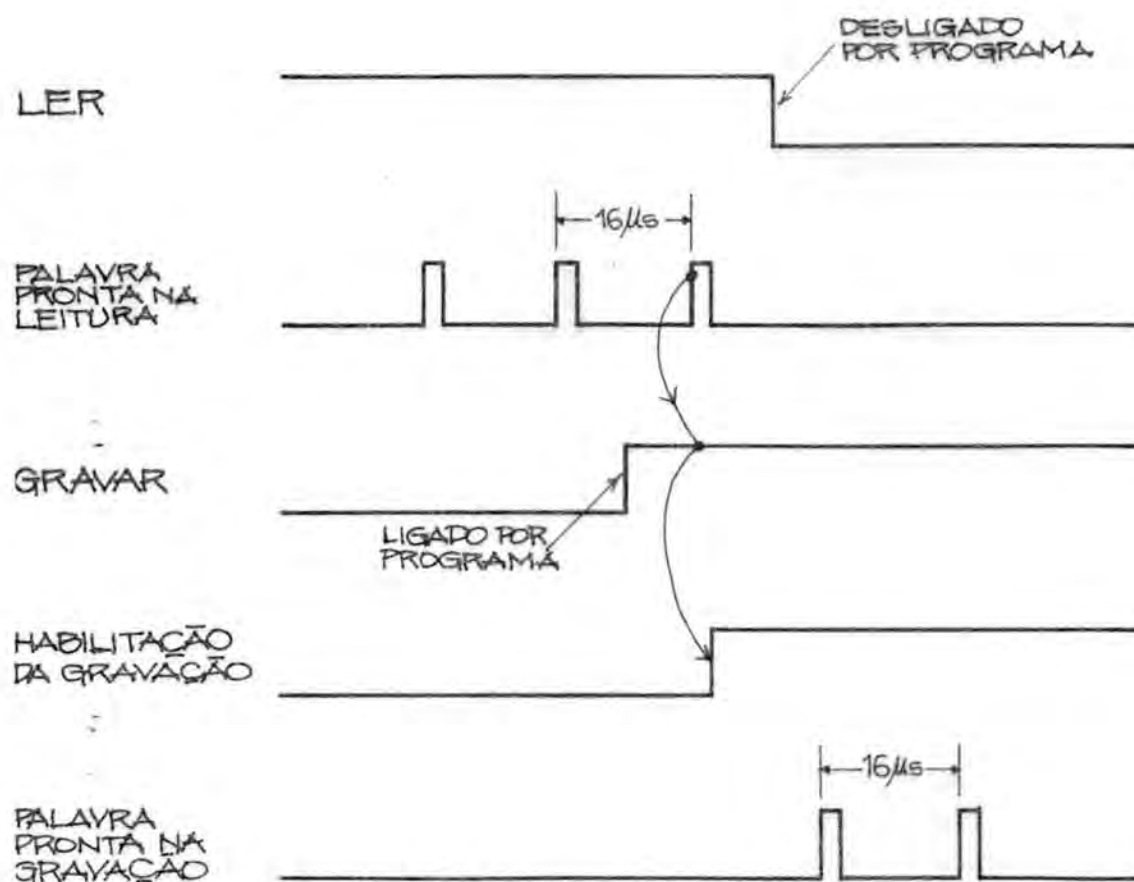 DESLIGADO
POR PROGRAMA
LER
16μs
PALAVRA
PRONTA NA
LEITURA
GRAVAR
LIGADO POR
PROGRAMA
HABILITAÇÃO
DA GRAVAÇÃO
16μs
PALAVRA
PRONTA NA
GRAVAÇÃO